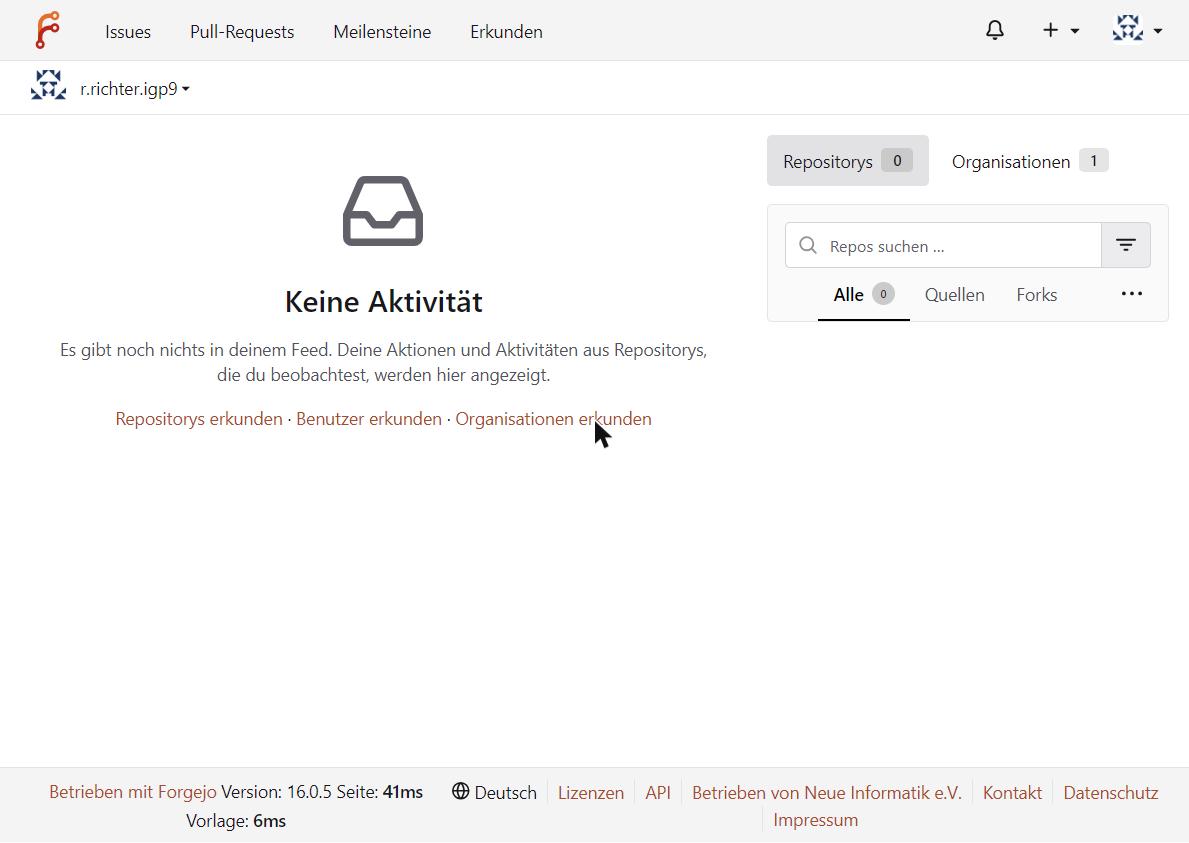 Issues Pull-Requests Meilensteine Erkunden
r.richter.igp9
Repositorys 0 Organisationen 1
Repos suchen ...
Alle 0 Quellen Forks
Keine Aktivität
Es gibt noch nichts in deinem Feed. Deine Aktionen und Aktivitäten aus Repositorys,
die du beobachtest, werden hier angezeigt.
Repositorys erkunden · Benutzer erkunden · Organisationen erkunden
Betrieben mit Forgejo Version: 16.0.5 Seite: 41ms
Vorlage: 6ms
Deutsch Lizenzen API Betrieben von Neue Informatik e.V. Kontakt Datenschutz
Impressum